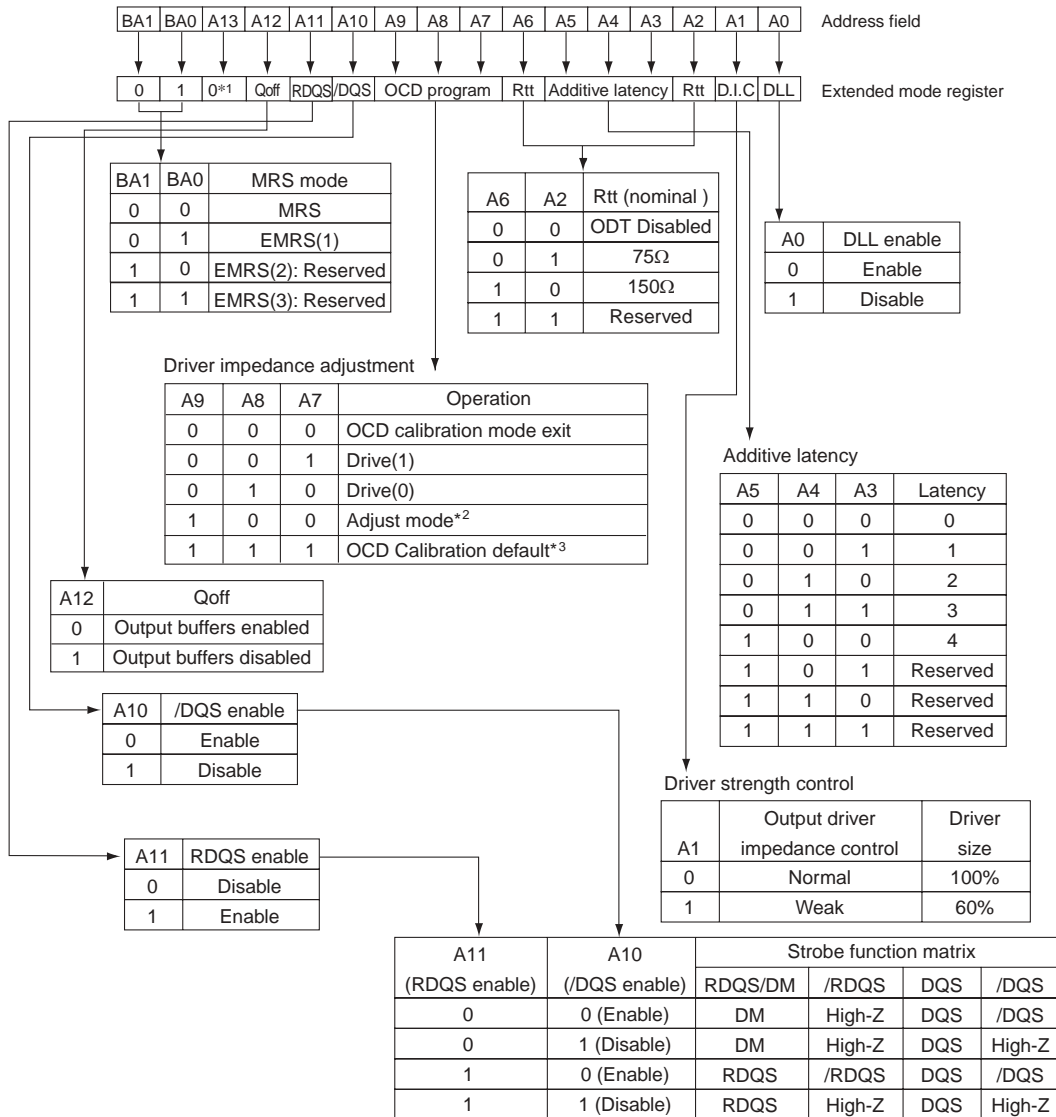 BA1 BA0 A13 A12 A11 A10 A9 A8 A7 A6 A5 A4 A3 A2 A1 A0 Address field
0 1 0*1 Qoff RDQS /DQS OCD program Rtt Additive latency Rtt D.I.C DLL Extended mode register
BA1 BA0 MRS mode
0 0 MRS
0 1 EMRS(1)
1 0 EMRS(2): Reserved
1 1 EMRS(3): Reserved
A6 A2 Rtt (nominal )
0 0 ODT Disabled
0 1 75Ω
1 0 150Ω
1 1 Reserved
A0 DLL enable
0 Enable
1 Disable
Driver impedance adjustment
A9 A8 A7 Operation
0 0 0 OCD calibration mode exit
0 0 1 Drive(1)
0 1 0 Drive(0)
1 0 0 Adjust mode*2
1 1 1 OCD Calibration default*3
Additive latency
A5 A4 A3 Latency
0 0 0 0
0 0 1 1
0 1 0 2
0 1 1 3
1 0 0 4
1 0 1 Reserved
1 1 0 Reserved
1 1 1 Reserved
A12 Qoff
0 Output buffers enabled
1 Output buffers disabled
A10 /DQS enable
0 Enable
1 Disable
Driver strength control
A1 Output driver impedance control Driver size
0 Normal 100%
1 Weak 60%
A11 RDQS enable
0 Disable
1 Enable
A11 A10 Strobe function matrix
(RDQS enable) (/DQS enable) RDQS/DM /RDQS DQS /DQS
0 0 (Enable) DM High-Z DQS /DQS
0 1 (Disable) DM High-Z DQS High-Z
1 0 (Enable) RDQS /RDQS DQS /DQS
1 1 (Disable) RDQS High-Z DQS High-Z